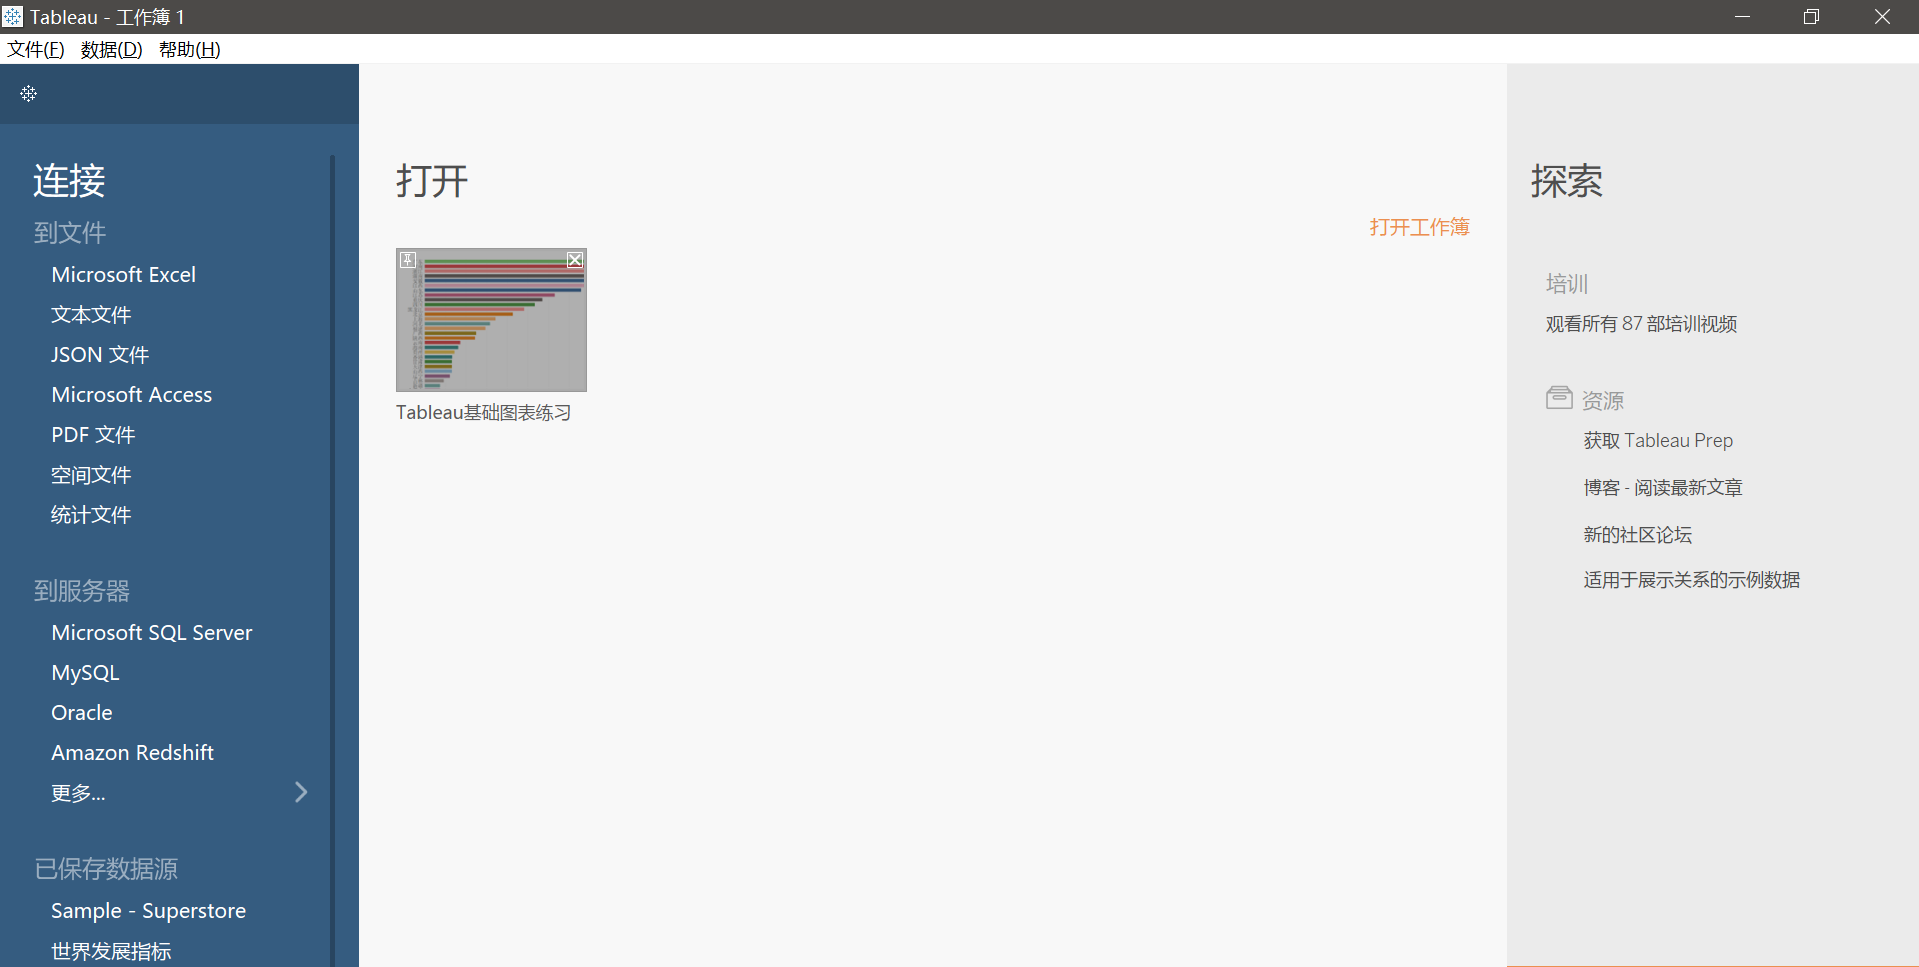 Tableau - 工作簿 1
文件(F) 数据(D) 帮助(H)
连接
到文件
Microsoft Excel
文本文件
JSON 文件
Microsoft Access
PDF 文件
空间文件
统计文件
到服务器
Microsoft SQL Server
MySQL
Oracle
Amazon Redshift
更多...
已保存数据源
Sample - Superstore
世界发展指标
打开
打开工作簿
Tableau基础图表练习
探索
培训
观看所有 87 部培训视频
资源
获取 Tableau Prep
博客 - 阅读最新文章
新的社区论坛
适用于展示关系的示例数据